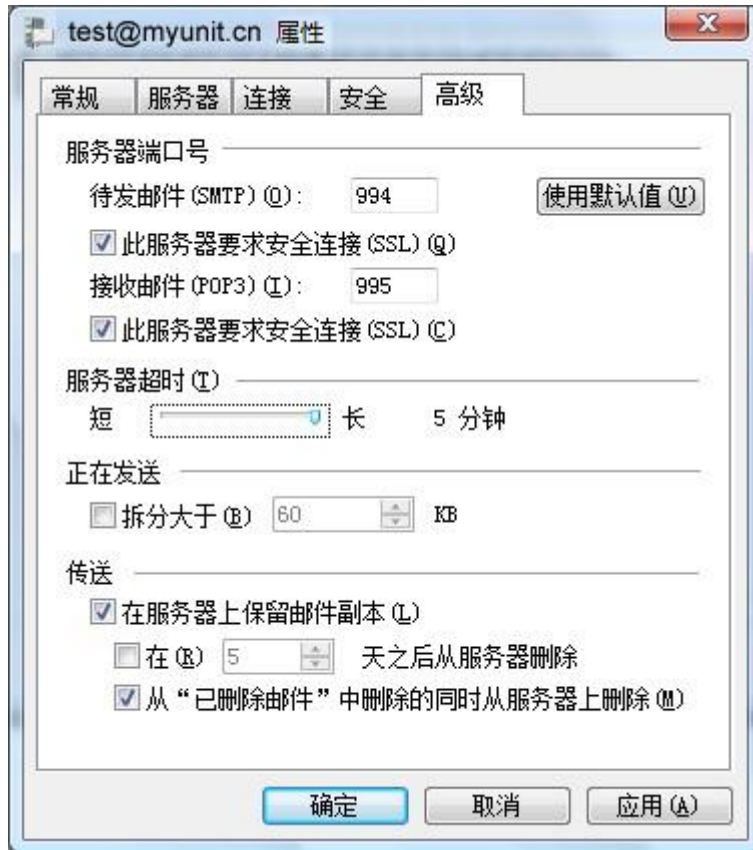 test@myunit.cn 属性
常规 服务器 连接 安全 高级
服务器端口号
待发邮件(SMTP)(O): 994 使用默认值(U)
此服务器要求安全连接(SSL)(Q)
接收邮件(POP3)(I): 995
此服务器要求安全连接(SSL)(C)
服务器超时(T)
短 长 5 分钟
正在发送
拆分大于(B) 60 KB
传送
在服务器上保留邮件副本(L)
在(R) 5 天之后从服务器删除
从“已删除邮件”中删除的同时从服务器上删除(M)
确定 取消 应用(A)